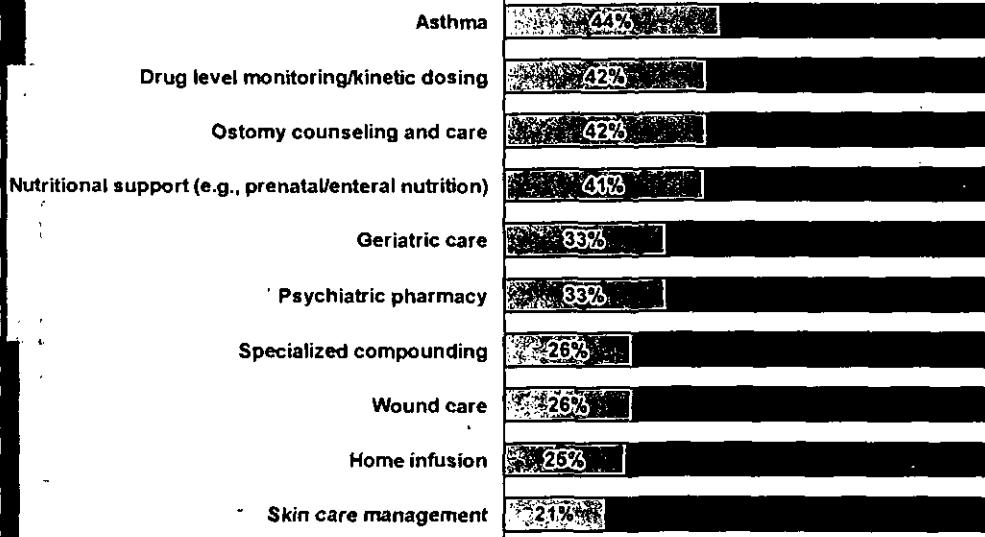 Asthma 44%
Drug level monitoring/kinetic dosing 42%
Ostomy counseling and care 42%
Nutritional support (e.g., prenatal/enteral nutrition) 41%
Geriatric care 33%
Psychiatric pharmacy 33%
Specialized compounding 26%
Wound care 26%
Home infusion 25%
Skin care management 21%